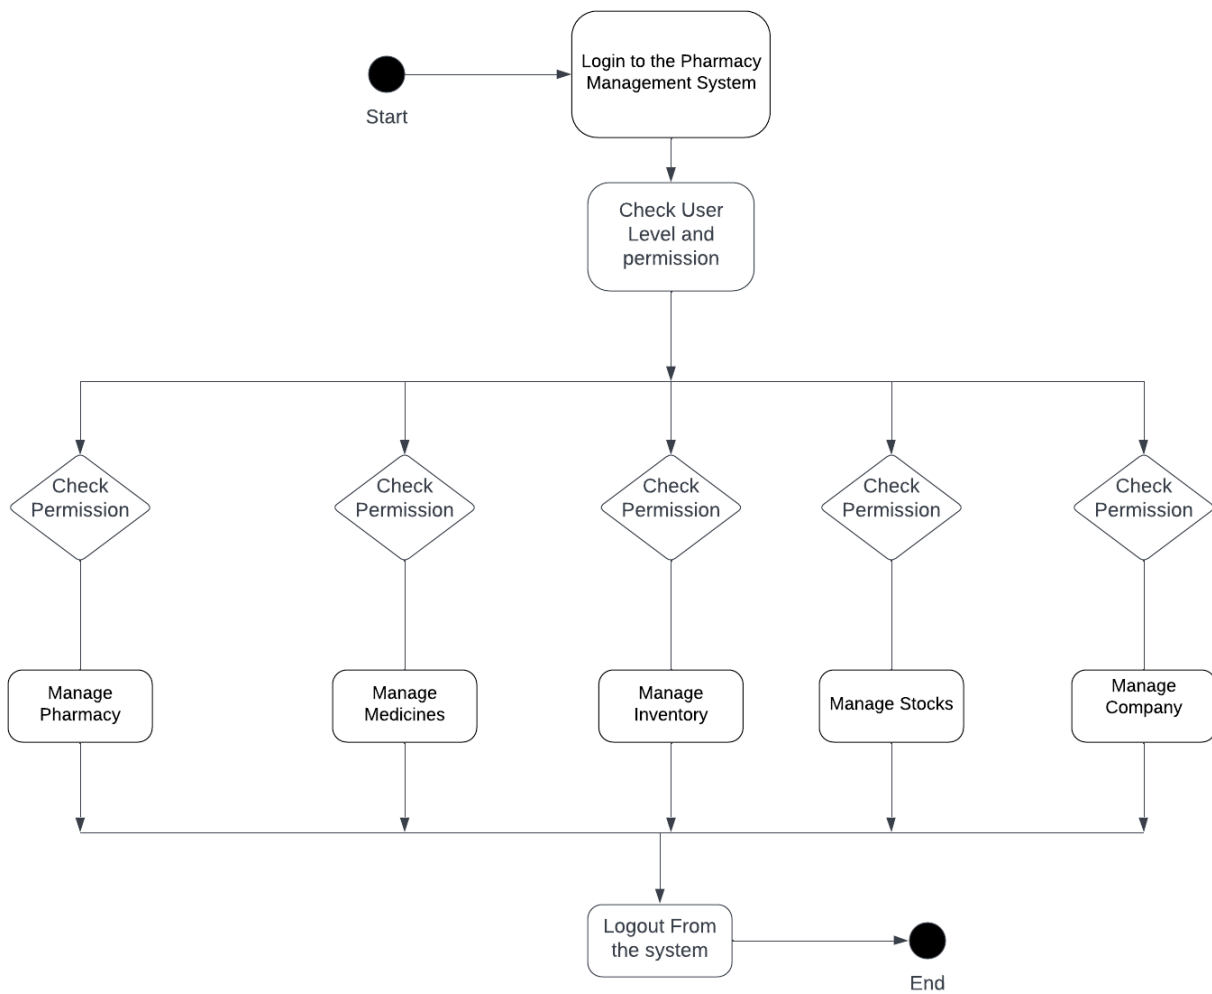 Login to the Pharmacy
Management System
Start
Check User
Level and
permission
Check
Permission
Check
Permission
Check
Permission
Check
Permission
Check
Permission
Manage
Pharmacy
Manage
Medicines
Manage
Inventory
Manage Stocks
Manage
Company
Logout From
the system
End